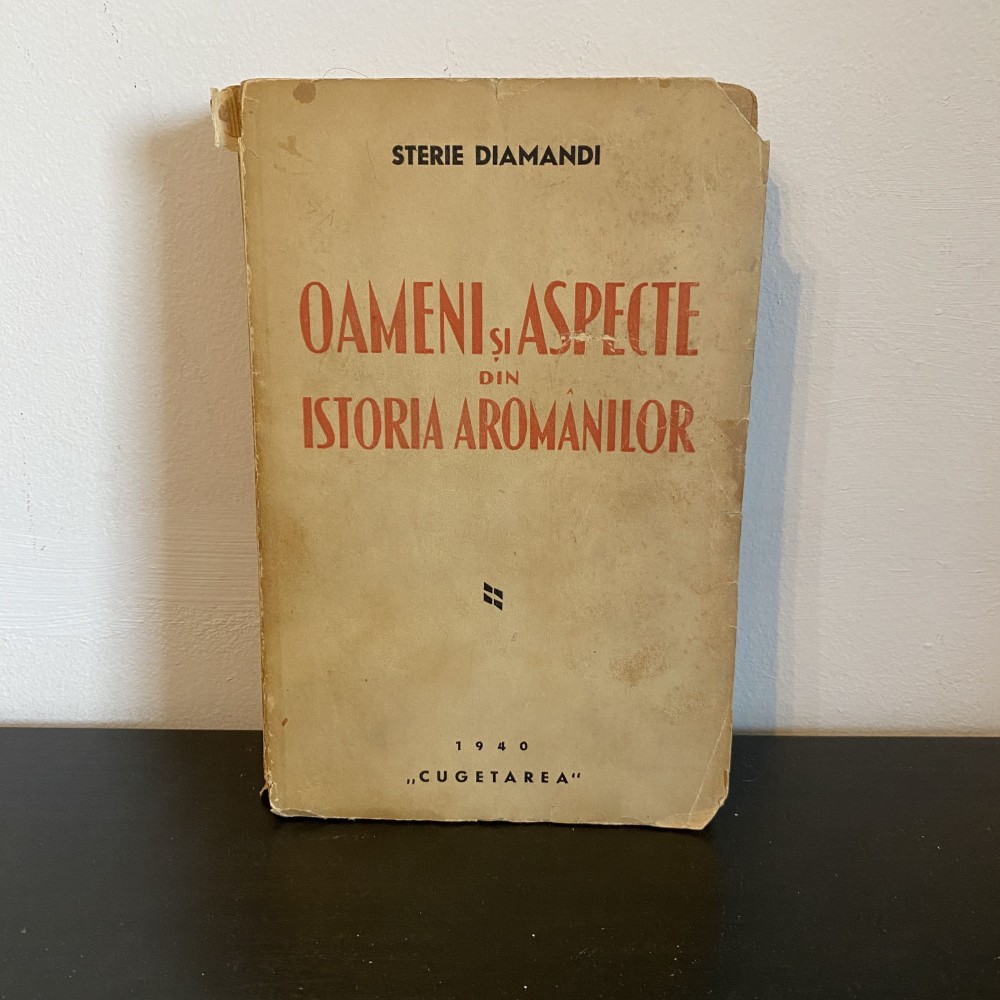 STERIE DIAMANDI
OAMENI ȘI ASPECTE
DIN
ISTORIA AROMÂNILOR
1940
„CUGETAREA“